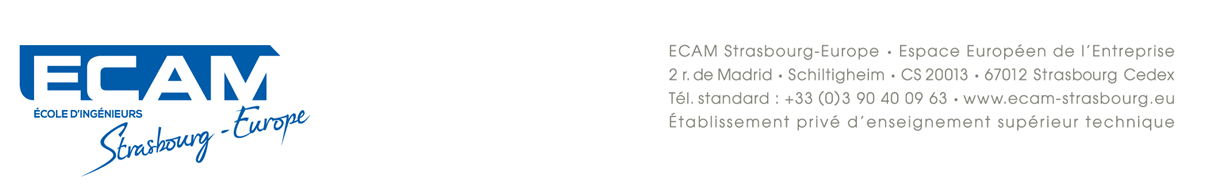 ECAM
ÉCOLE D'INGÉNIEURS
Strasbourg - Europe
ECAM Strasbourg-Europe • Espace Européen de l'Entreprise
2 r. de Madrid • Schiltigheim • CS 20013 • 67012 Strasbourg Cedex
Tél. standard : +33 (0)3 90 40 09 63 • www.ecam-strasbourg.eu
Établissement privé d'enseignement supérieur technique